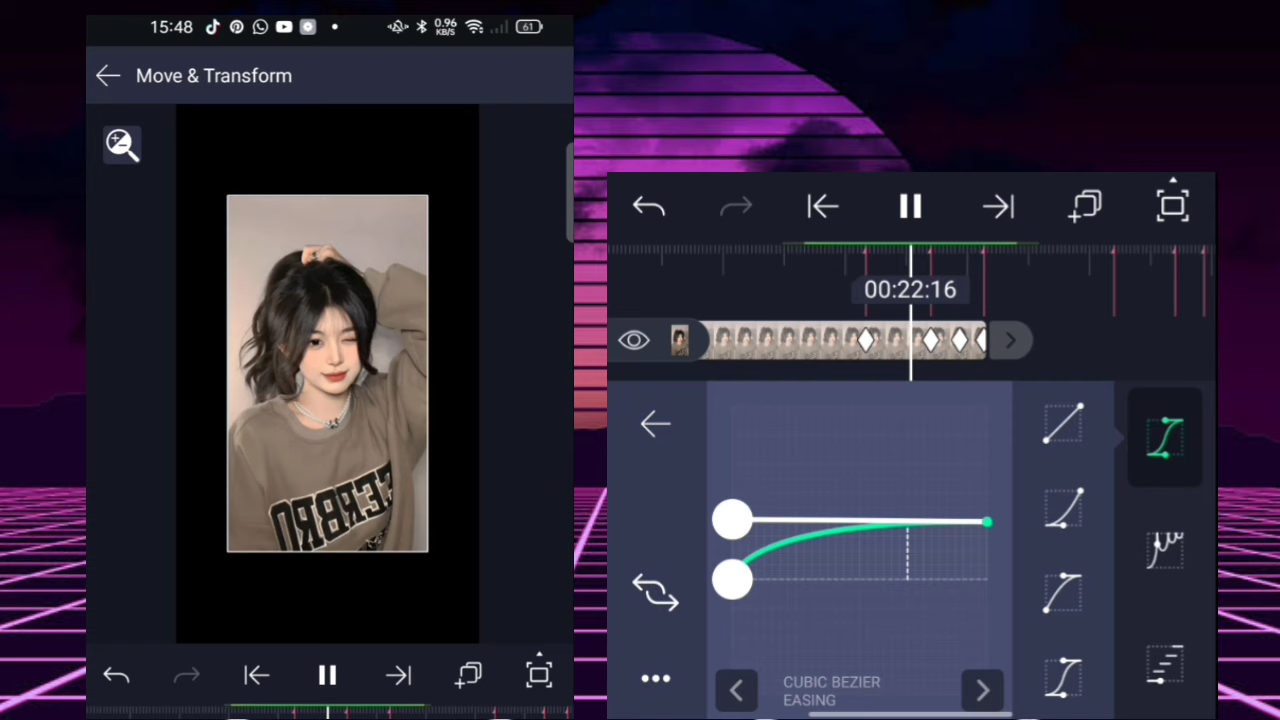 15:48
0.96
KB/S
61
Move & Transform
00:22:16
CUBIC BEZIER
EASING